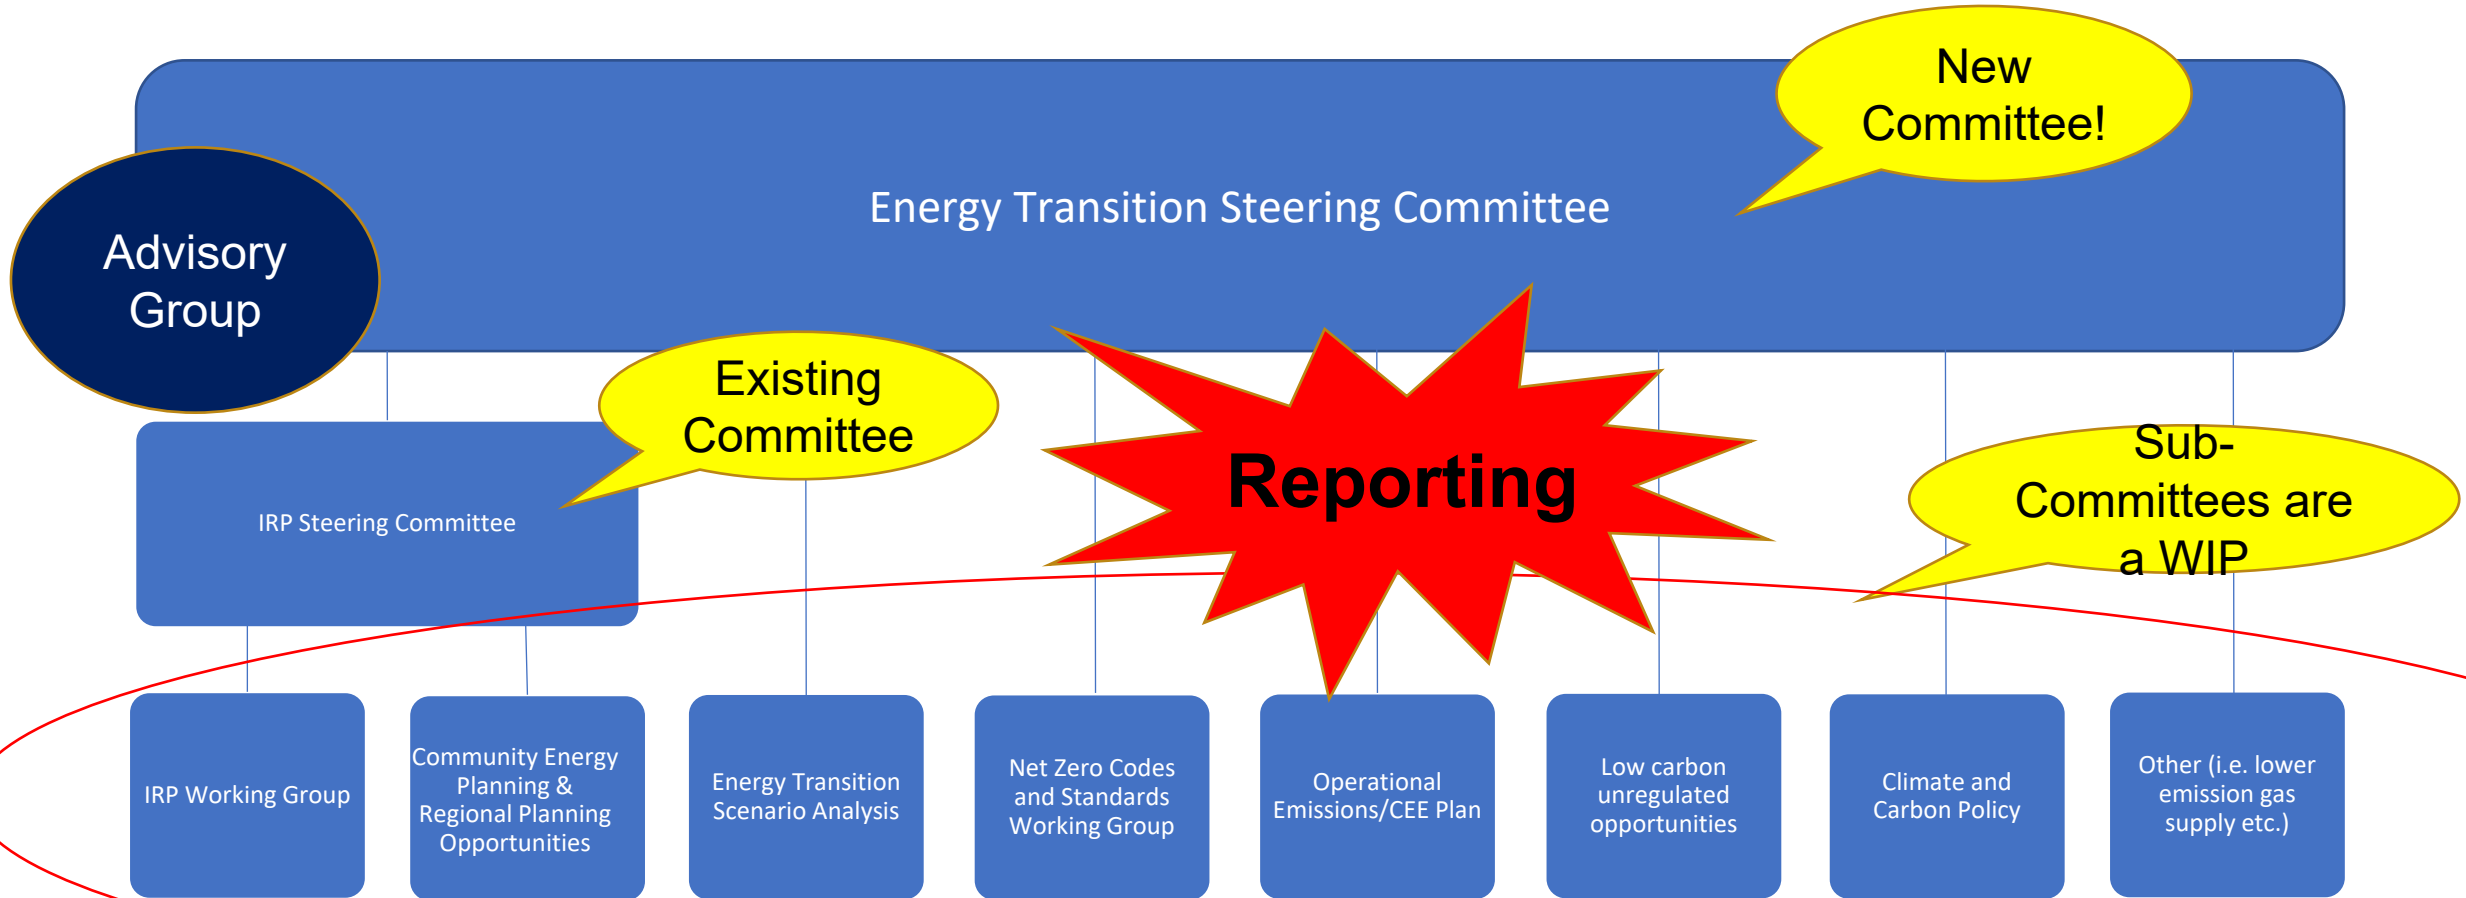 New
Committee!
Energy Transition Steering Committee
Advisory
Group
Existing
Committee
Reporting
Sub-
Committees are
a WIP
IRP Steering Committee
IRP Working Group
Community Energy
Planning &
Regional Planning
Opportunities
Energy Transition
Scenario Analysis
Net Zero Codes
and Standards
Working Group
Operational
Emissions/CEE Plan
Low carbon
unregulated
opportunities
Climate and
Carbon Policy
Other (i.e. lower
emission gas
supply etc.)